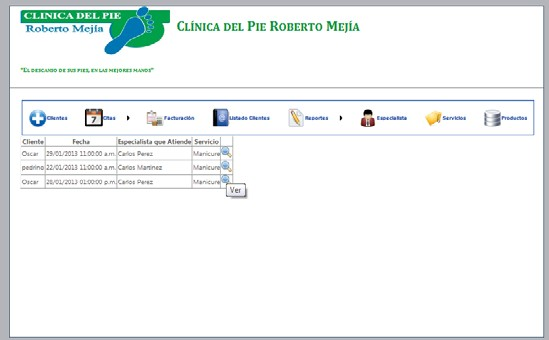 CLINICA DEL PIE
Roberto Mejía
CLÍNICA DEL PIE ROBERTO MEJÍA
"EL DESCANSO DE SUS PIES, EN LAS MEJORES MANOS"
Clientes 7 Citas Facturación Listado Clientes Reportes Especialista Servicios Productos
Cliente Fecha Especialista que Atiende Servicio
Oscar 29/01/2013 11:00:00 a.m. Carlos Perez Manicure
pedrino 22/01/2013 11:00:00 a.m. Carlos Martinez Manicure
Oscar 28/01/2013 01:00:00 p.m. Carlos Perez Manicure
Ver